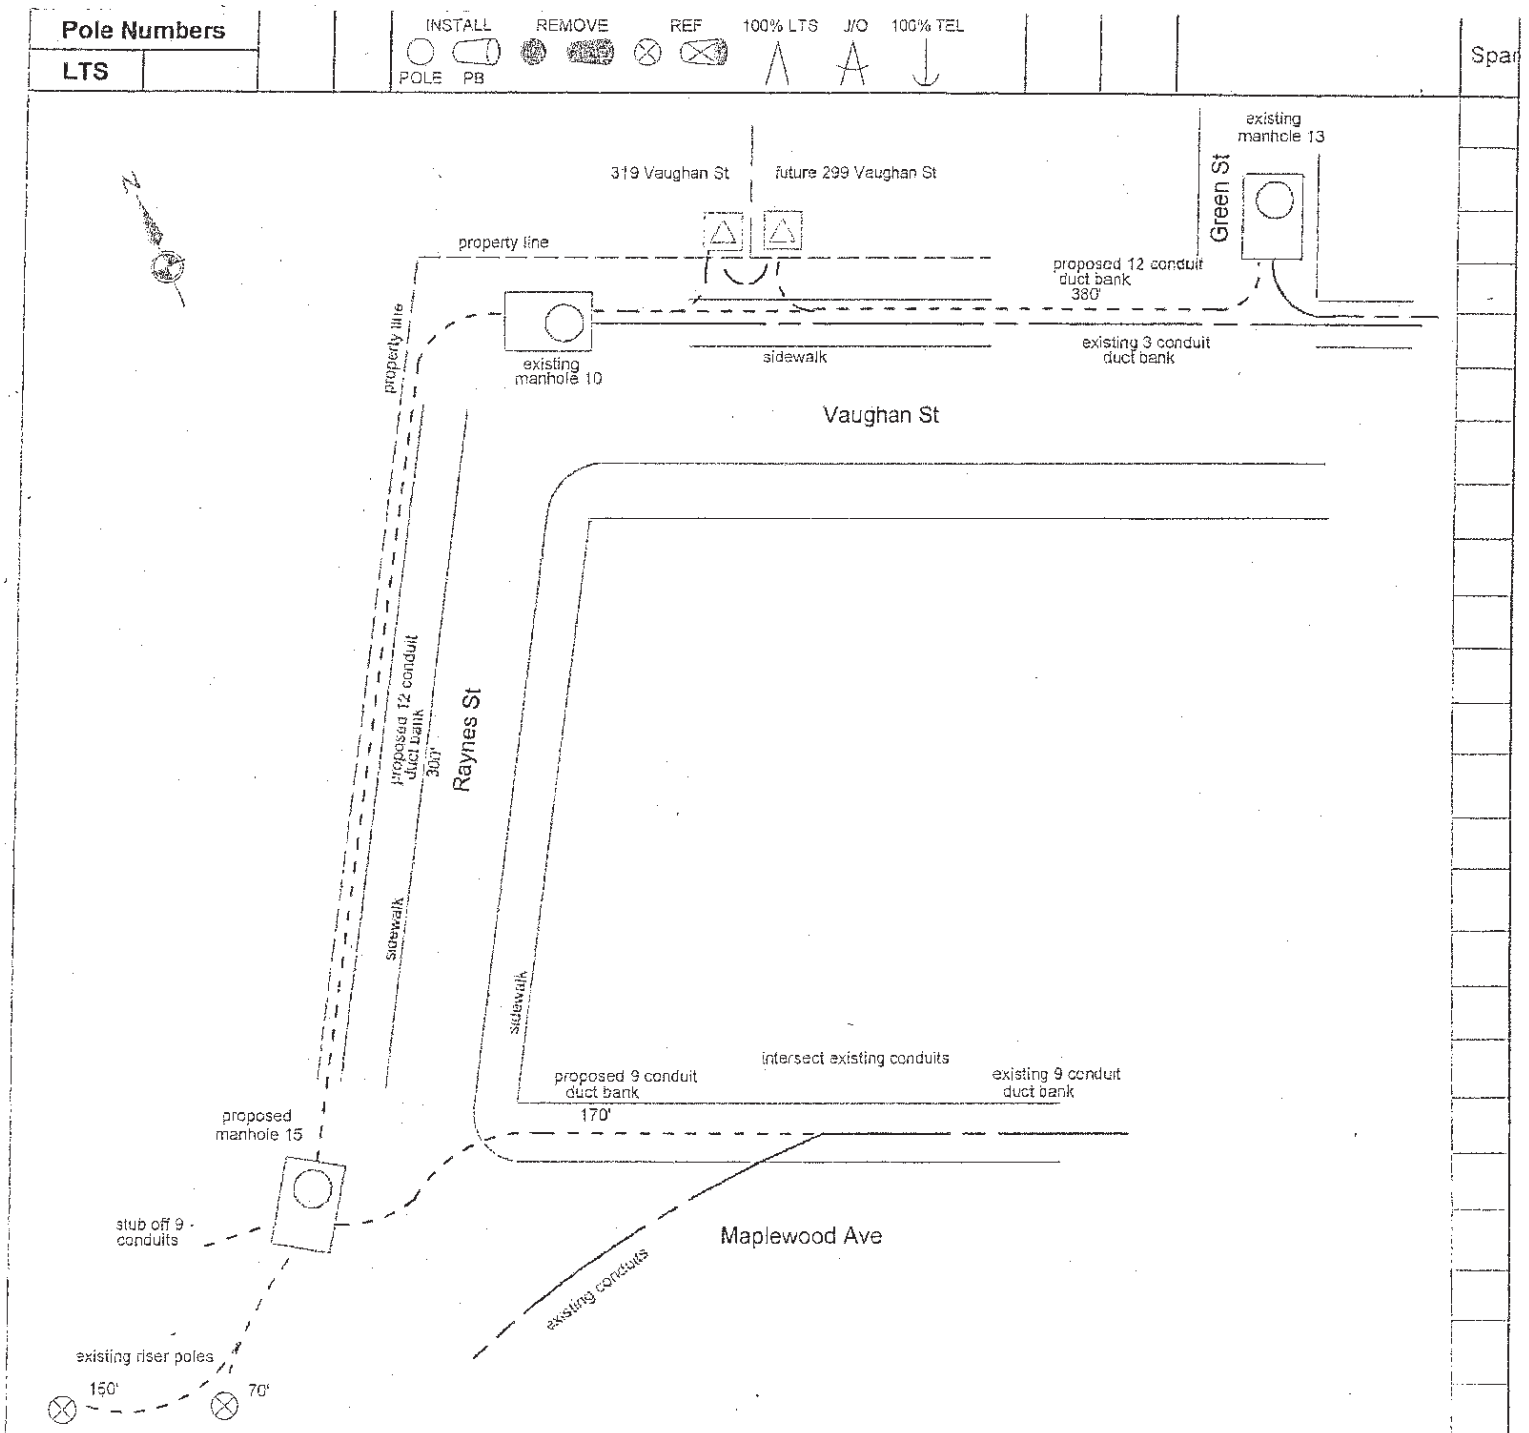 Pole Numbers
LTS
INSTALL REMOVE REF 100% LTS J/O 100% TEL
POLE PB
Span
N
existing
manhole 13
Green St
319 Vaughan St
future 299 Vaughan St
property line
proposed 12 conduit
duct bank
380'
property line
existing
manhole 10
sidewalk
existing 3 conduit
duct bank
Vaughan St
proposed 12 conduit
duct bank
300'
Raynes St
sidewalk
sidewalk
intersect existing conduits
proposed 9 conduit
duct bank
170'
existing 9 conduit
duct bank
proposed
manhole 15
stub off 9
conduits
Maplewood Ave
existing conduits
existing riser poles
150'
70'